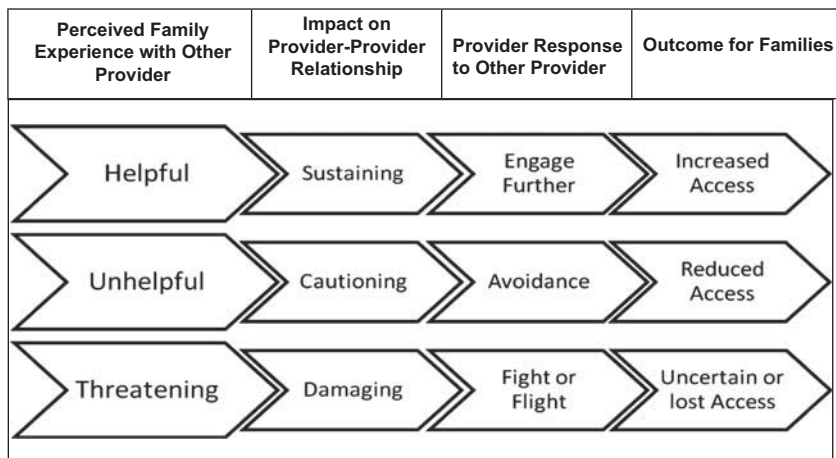 Perceived Family
Experience with Other
Provider
Impact on
Provider-Provider
Relationship
Provider Response
to Other Provider
Outcome for Families
Helpful
Sustaining
Engage
Further
Increased
Access
Unhelpful
Cautioning
Avoidance
Reduced
Access
Threatening
Damaging
Fight or
Flight
Uncertain or
lost Access